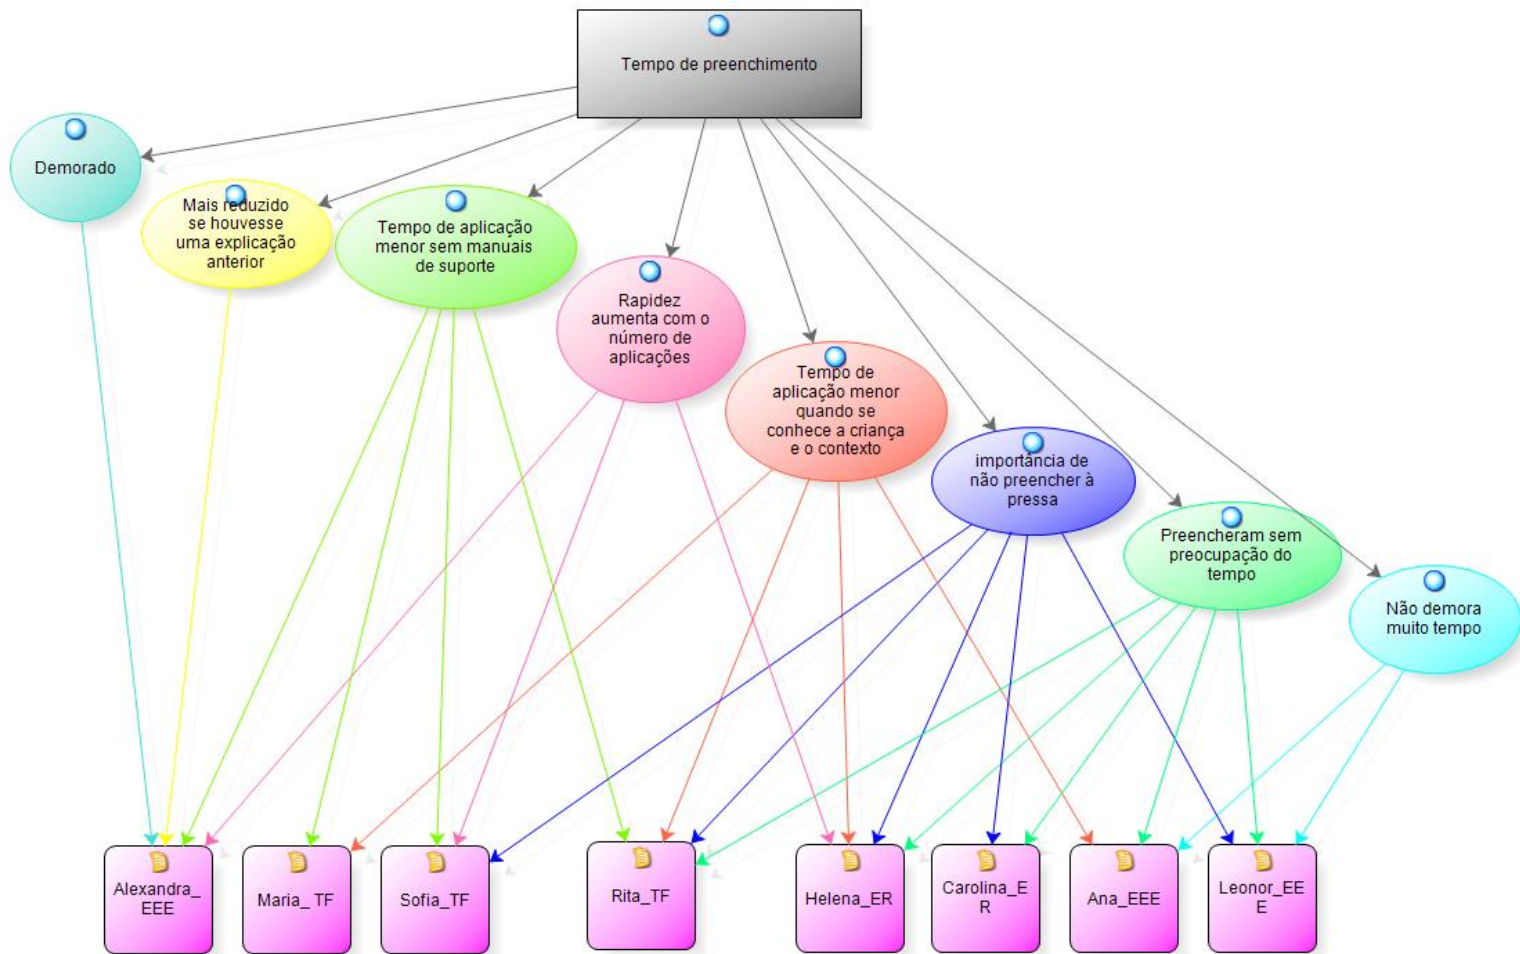 Tempo de preenchimento
Demorado
Mais reduzido
se houvesse
uma explicação
anterior
Tempo de aplicação
menor sem manuais
de suporte
Rapidez
aumenta com o
número de
aplicações
Tempo de
aplicação menor
quando se
conhece a criança
e o contexto
importância de
não preencher à
pressa
Preencheram sem
preocupação do
tempo
Não demora
muito tempo
Alexandra_
EEE
Maria_ TF
Sofia_TF
Rita_TF
Helena_ER
Carolina_E
R
Ana_EEE
Leonor_EE
E